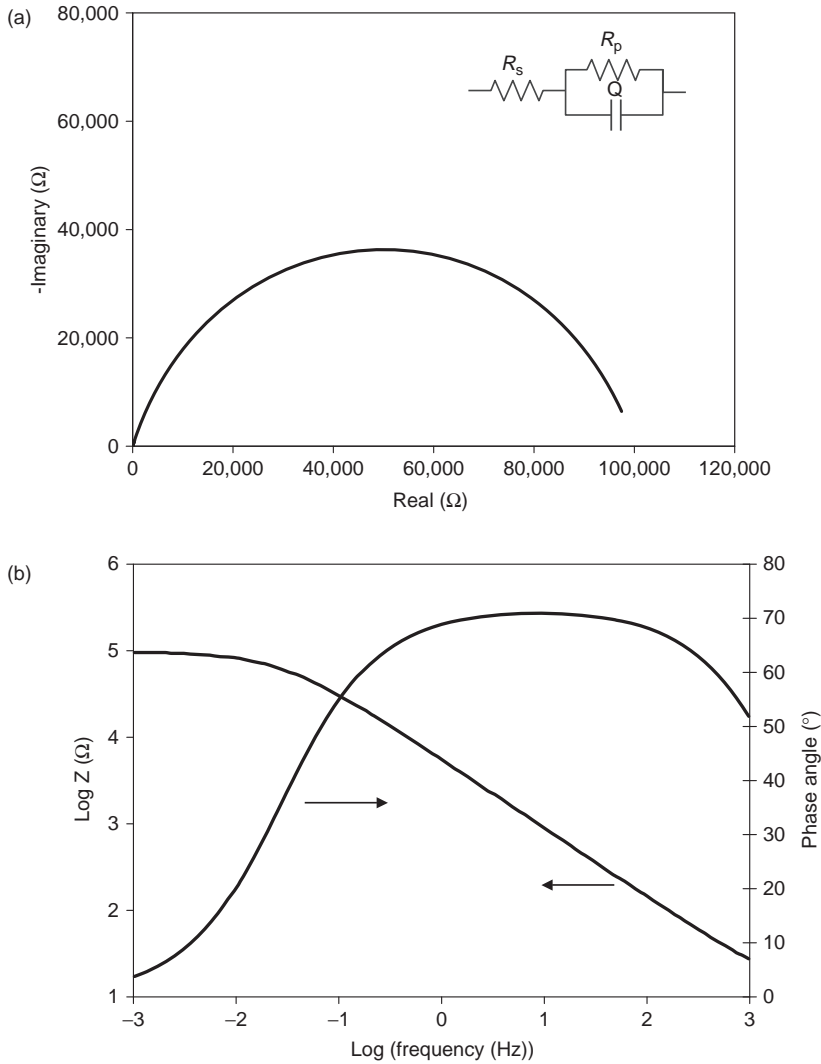 (a)
80,000
60,000
40,000
20,000
0
-Imaginary (Ω)
Rs
Rp
Q
0 20,000 40,000 60,000 80,000 100,000 120,000
Real (Ω)
(b)
6
5
4
3
2
1
Log Z (Ω)
80
70
60
50
40
30
20
10
0
Phase angle (°)
−3 −2 −1 0 1 2 3
Log (frequency (Hz))